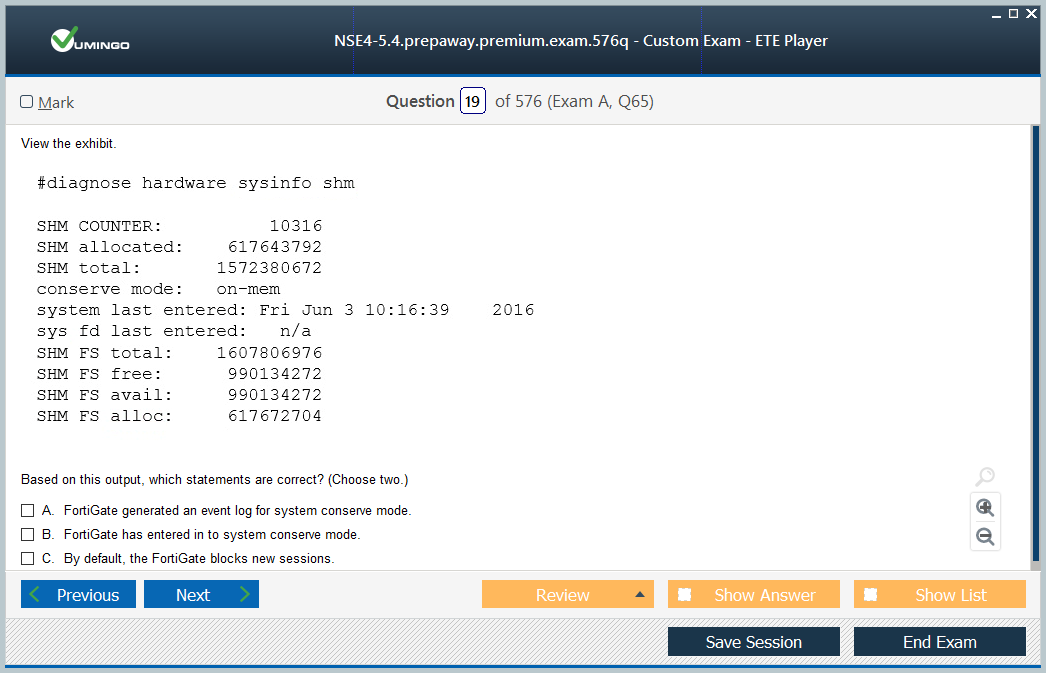 VUMINGO
NSE4-5.4.prepaway.premium.exam.576q - Custom Exam - ETE Player
Mark
Question 19 of 576 (Exam A, Q65)
View the exhibit.
#diagnose hardware sysinfo shm
SHM COUNTER: 10316
SHM allocated: 617643792
SHM total: 1572380672
conserve mode: on-mem
system last entered: Fri Jun 3 10:16:39 2016
sys fd last entered: n/a
SHM FS total: 1607806976
SHM FS free: 990134272
SHM FS avail: 990134272
SHM FS alloc: 617672704
Based on this output, which statements are correct? (Choose two.)
A. FortiGate generated an event log for system conserve mode.
B. FortiGate has entered in to system conserve mode.
C. By default, the FortiGate blocks new sessions.
Previous
Next
Review
Show Answer
Show List
Save Session
End Exam